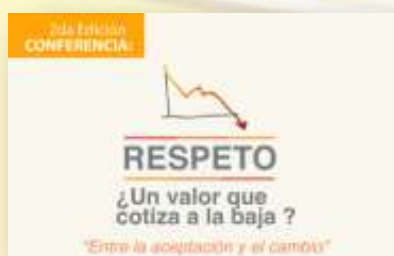 2da Edición
CONFERENCIA:
RESPETO
¿Un valor que
cotiza a la baja ?
"Entre la aceptación y el cambio"